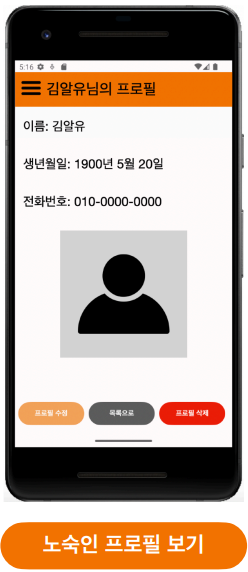 5:16
김알유님의 프로필
이름: 김알유
생년월일: 1900년 5월 20일
전화번호: 010-0000-0000
프로필 수정 목록으로 프로필 삭제
노숙인 프로필 보기